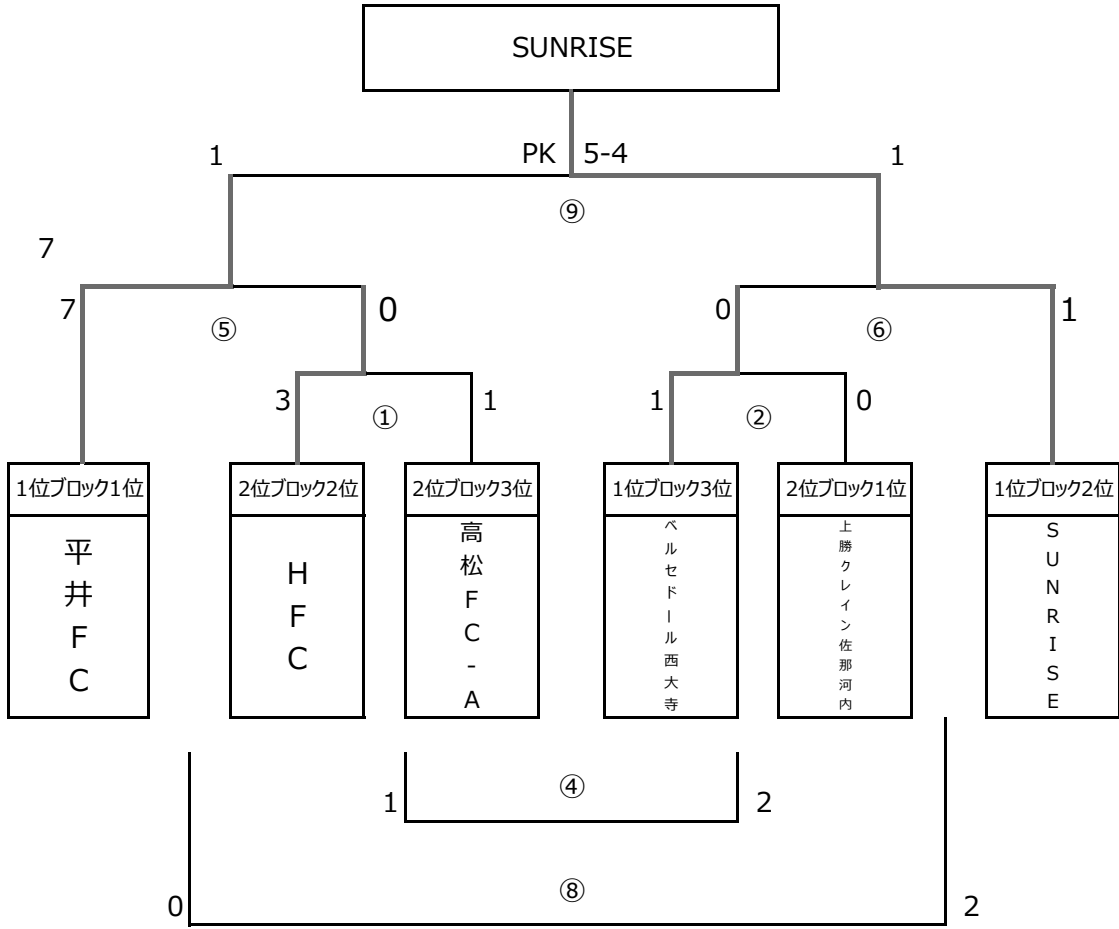 SUNRISE
1
PK 5-4
1
⑨
7
7
⑤
0
0
⑥
1
3
①
1
1
②
0
1位ブロック1位
2位ブロック2位
2位ブロック3位
1位ブロック3位
2位ブロック1位
1位ブロック2位
平井FC
HFC
高松FC-A
ベルセドール西大寺
上勝クレイン佐那河内
SUNRISE
1
④
2
0
⑧
2